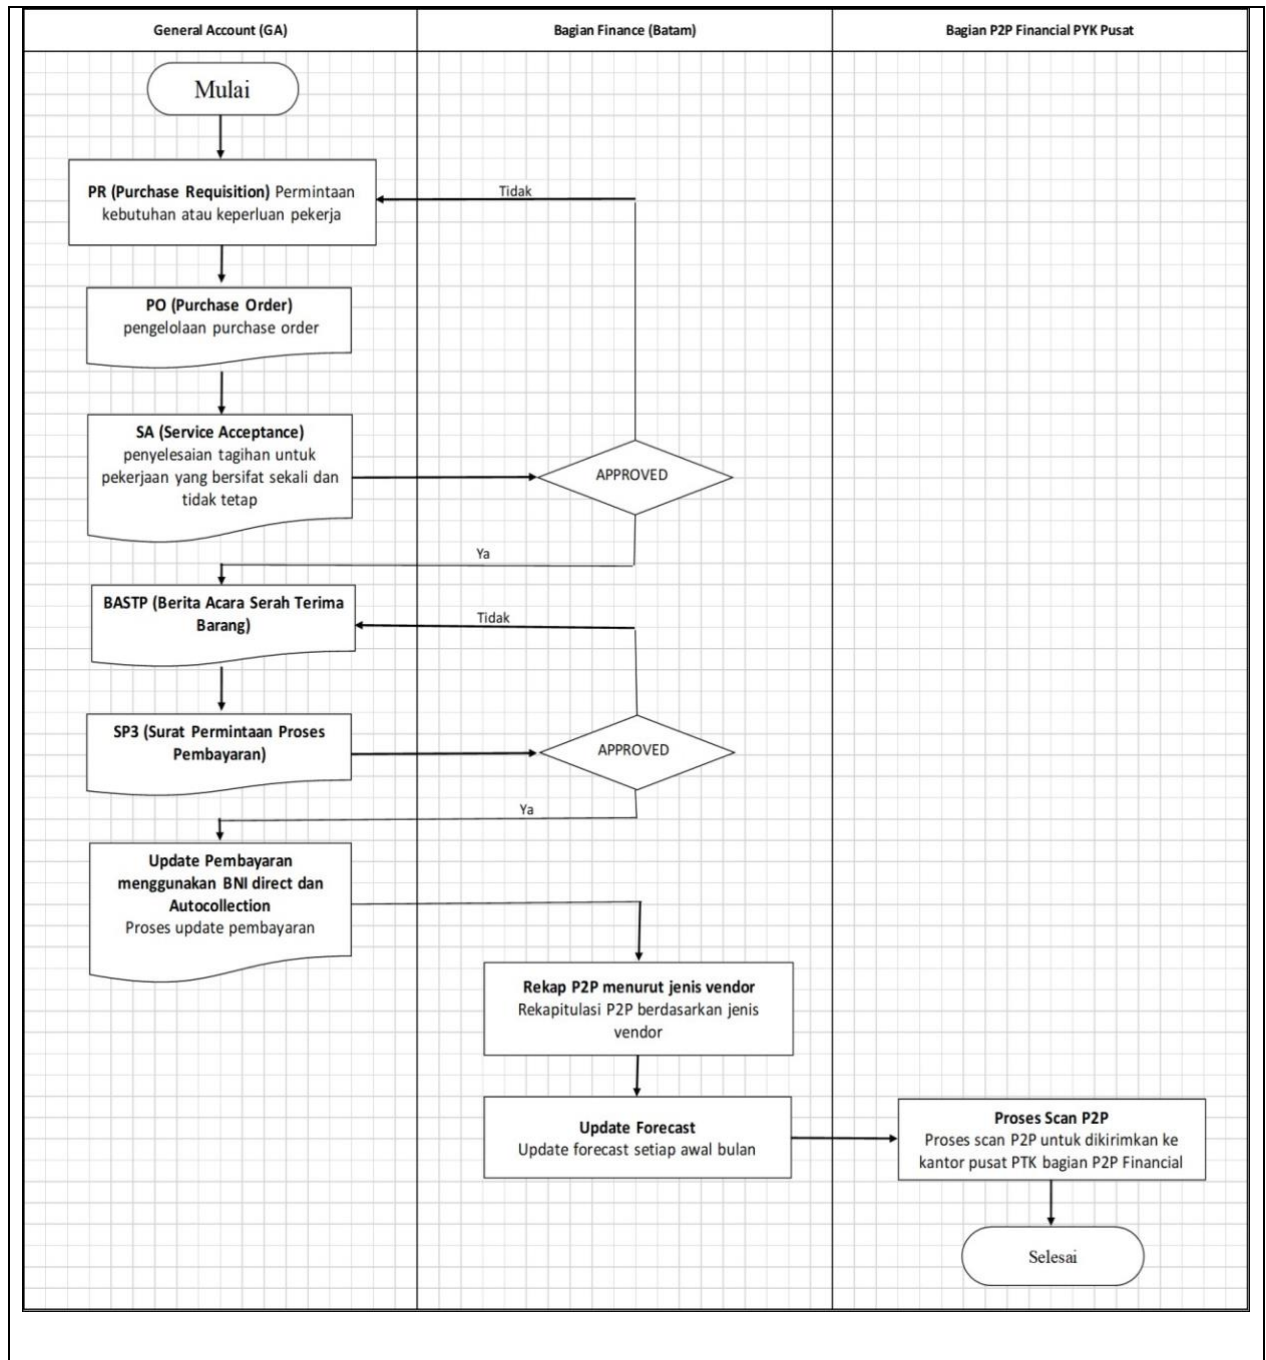 General Account (GA)
Bagian Finance (Batam)
Bagian P2P Financial PYK Pusat
Mulai
PR (Purchase Requisition) Permintaan
kebutuhan atau keperluan pekerja
Tidak
PO (Purchase Order)
pengelolaan purchase order
SA (Service Acceptance)
penyelesaian tagihan untuk
pekerjaan yang bersifat sekali dan
tidak tetap
APPROVED
Ya
BASTP (Berita Acara Serah Terima
Barang)
Tidak
SP3 (Surat Permintaan Proses
Pembayaran)
APPROVED
Ya
Update Pembayaran
menggunakan BNI direct dan
Autocollection
Proses update pembayaran
Rekap P2P menurut jenis vendor
Rekapitulasi P2P berdasarkan jenis
vendor
Update Forecast
Update forecast setiap awal bulan
Proses Scan P2P
Proses scan P2P untuk dikirimkan ke
kantor pusat PTK bagian P2P Financial
Selesai